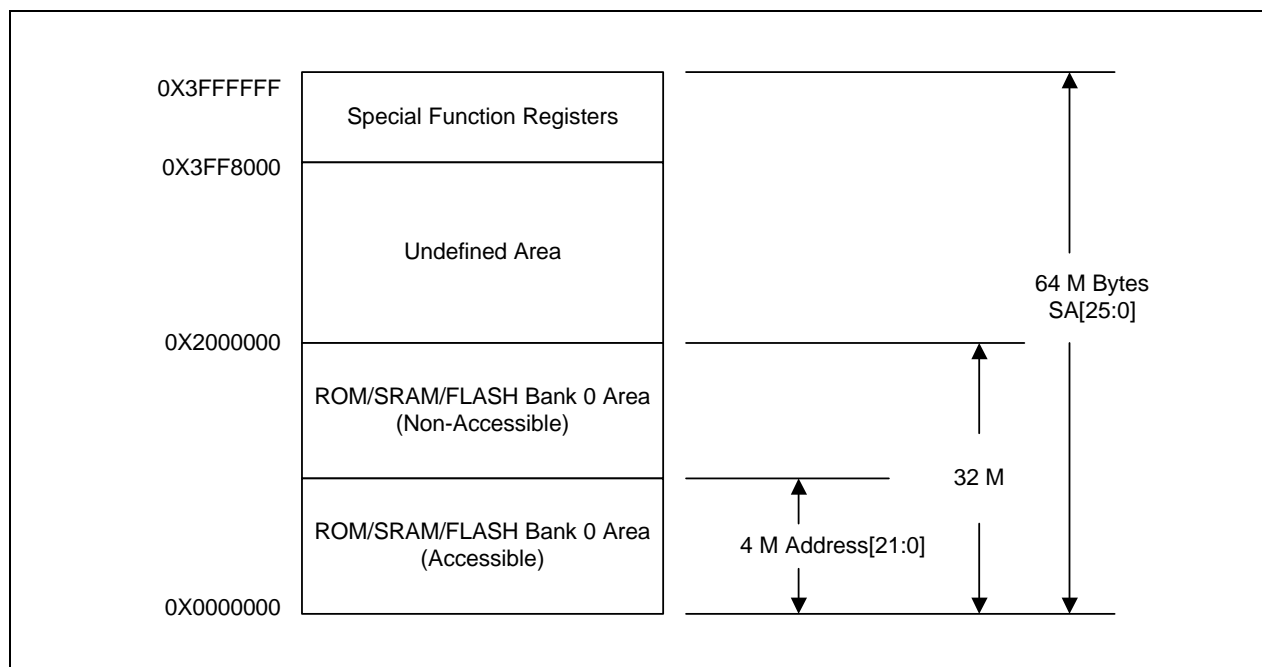 0X3FFFFFF
Special Function Registers
0X3FF8000
Undefined Area
64 M Bytes
SA[25:0]
0X2000000
ROM/SRAM/FLASH Bank 0 Area
(Non-Accessible)
32 M
ROM/SRAM/FLASH Bank 0 Area
(Accessible)
4 M Address[21:0]
0X0000000